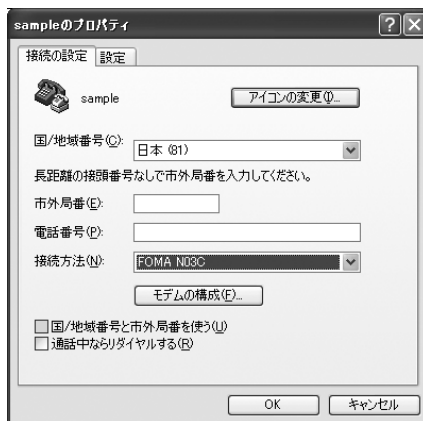 sampleのプロパティ
接続の設定 設定
sample アイコンの変更(I)...
国/地域番号(C): 日本 (81)
長距離の接頭番号なしで市外局番を入力してください。
市外局番(E):
電話番号(P):
接続方法(N): FOMA N03C
モデムの構成(F)...
国/地域番号と市外局番を使う(U)
通話中ならリダイヤルする(R)
OK キャンセル